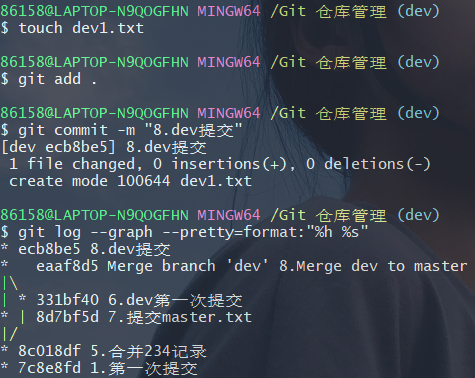 86158@LAPTOP-N9QOGFHN MINGW64 /Git 仓库管理 (dev)
$ touch dev1.txt
86158@LAPTOP-N9QOGFHN MINGW64 /Git 仓库管理 (dev)
$ git add .
86158@LAPTOP-N9QOGFHN MINGW64 /Git 仓库管理 (dev)
$ git commit -m "8.dev提交"
[dev ecb8be5] 8.dev提交
 1 file changed, 0 insertions(+), 0 deletions(-)
 create mode 100644 dev1.txt
86158@LAPTOP-N9QOGFHN MINGW64 /Git 仓库管理 (dev)
$ git log --graph --pretty=format:"%h %s"
* ecb8be5 8.dev提交
*   eaaf8d5 Merge branch 'dev' 8.Merge dev to master
|\
| * 331bf40 6.dev第一次提交
* | 8d7bf5d 7.提交master.txt
|/
* 8c018df 5.合并234记录
* 7c8e8fd 1.第一次提交